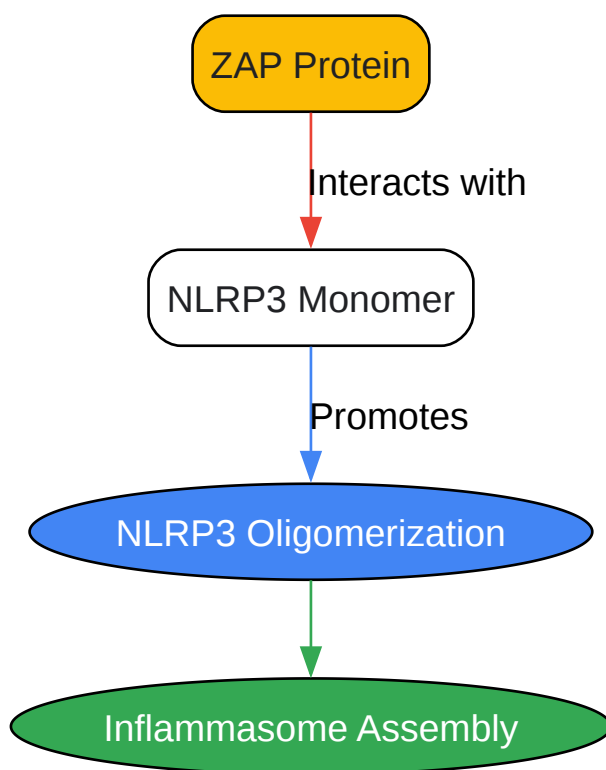 ZAP Protein
Interacts with
NLRP3 Monomer
Promotes
NLRP3 Oligomerization
Inflammasome Assembly